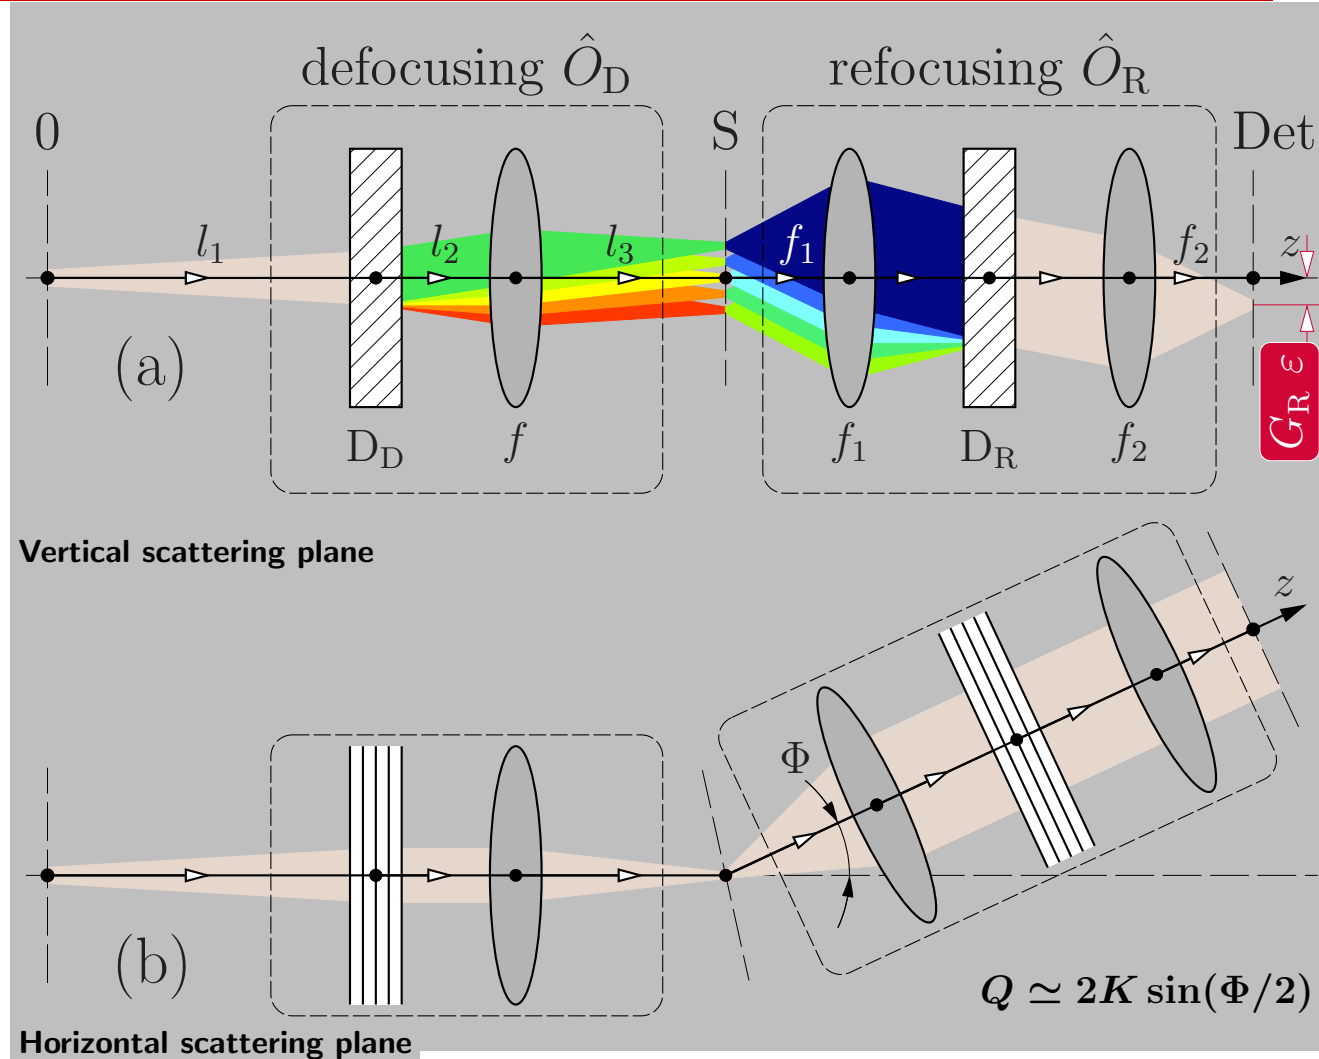 defocusing Ô_D refocusing Ô_R
0 S Det
l_1 l_2 l_3 f_1 f_2 z
(a)
D_D f f_1 D_R f_2
G_R ε
Vertical scattering plane
z
Φ
(b)
Q ≃ 2K sin(Φ/2)
Horizontal scattering plane